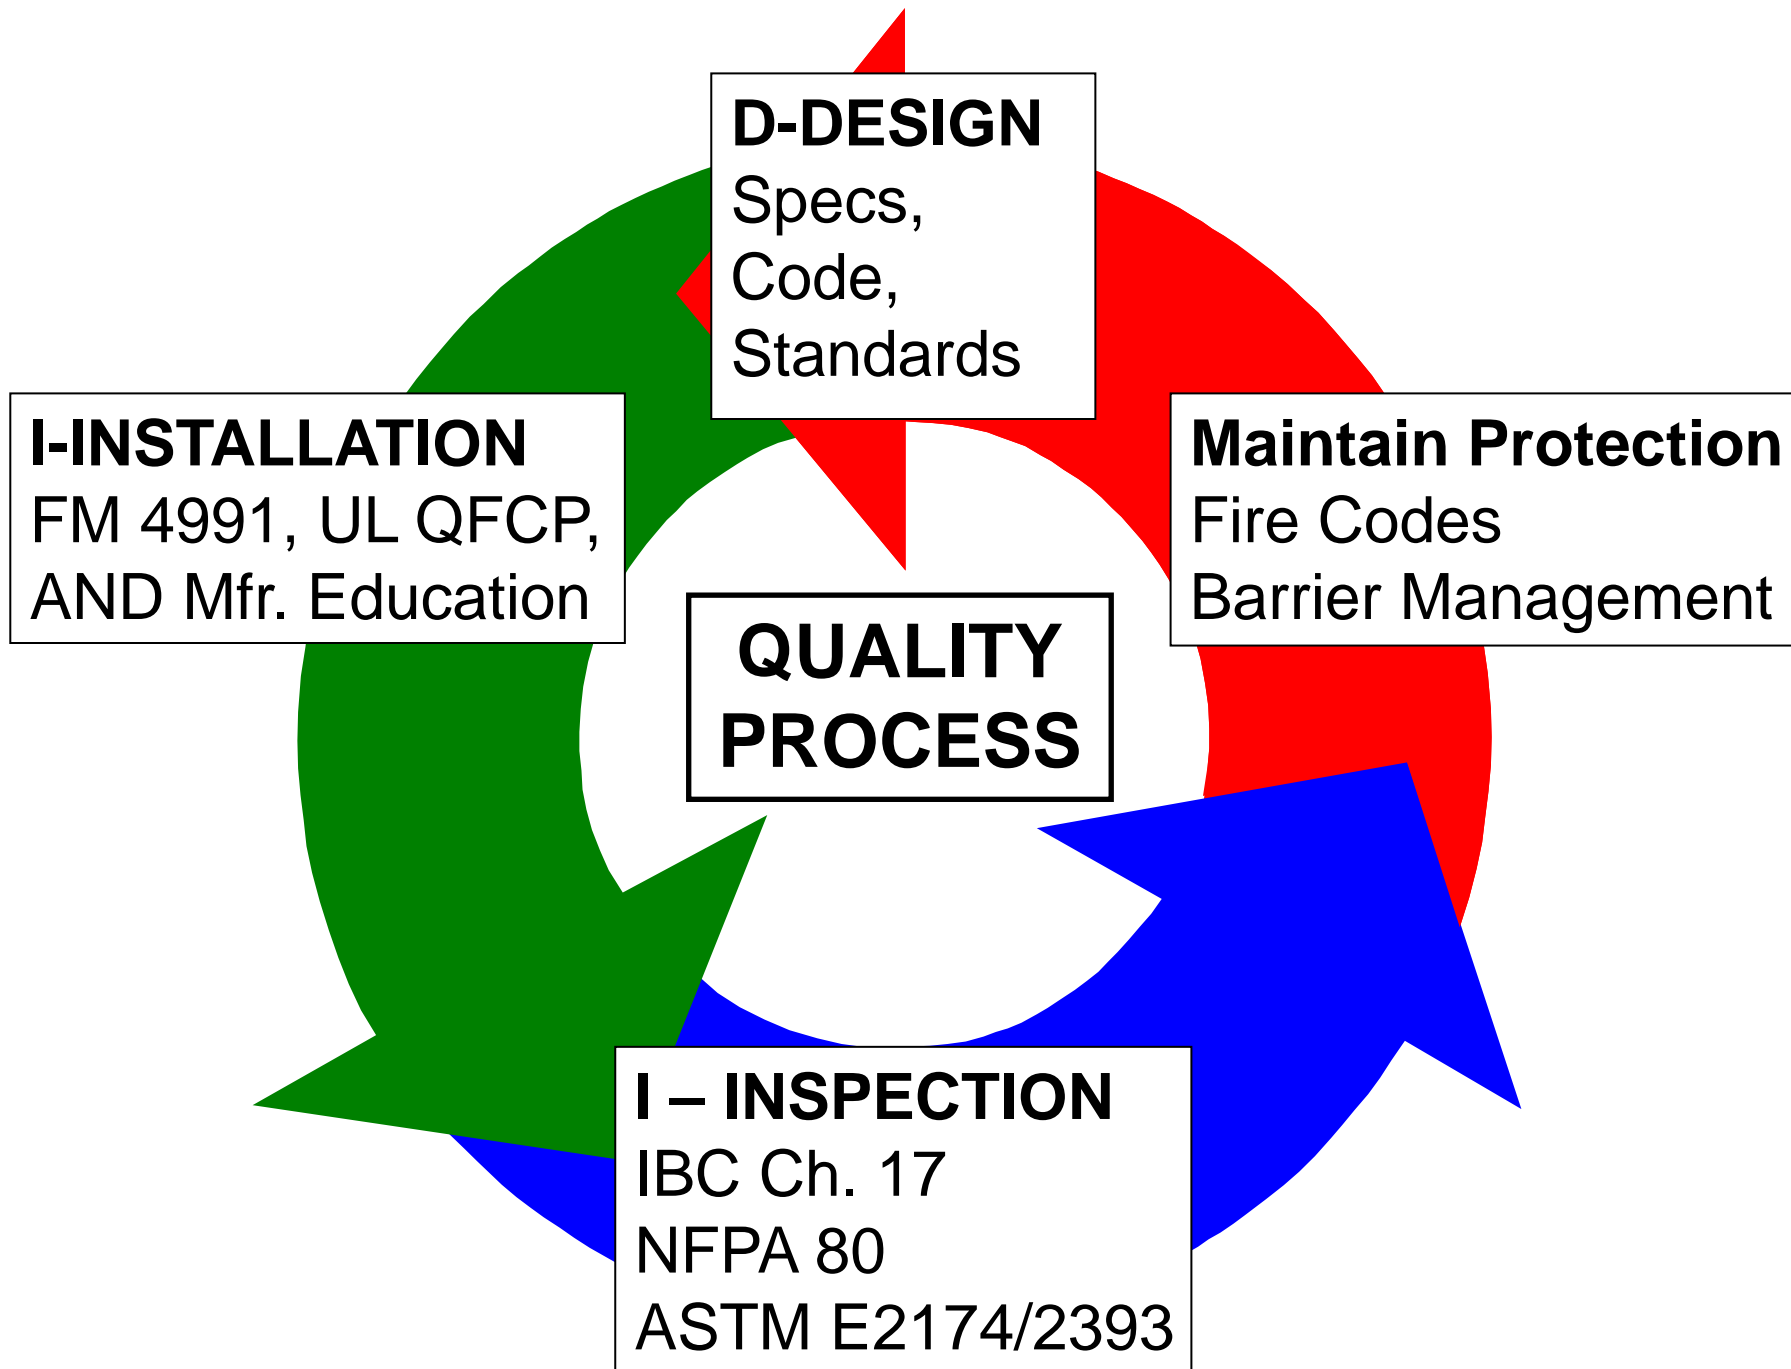 D-DESIGN
Specs,
Code,
Standards
I-INSTALLATION
FM 4991, UL QFCP,
AND Mfr. Education
Maintain Protection
Fire Codes
Barrier Management
QUALITY
PROCESS
I – INSPECTION
IBC Ch. 17
NFPA 80
ASTM E2174/2393